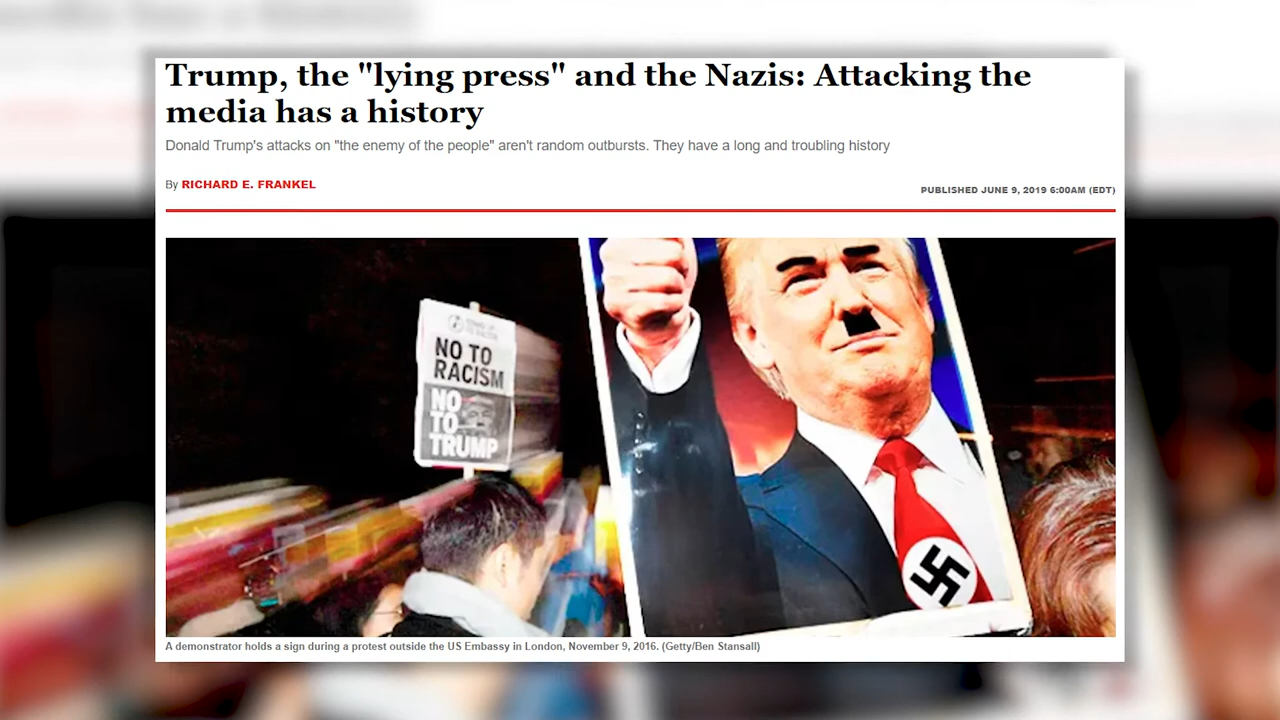 Trump, the "lying press" and the Nazis: Attacking the
media has a history
Donald Trump's attacks on "the enemy of the people" aren't random outbursts. They have a long and troubling history
By RICHARD E. FRANKEL
PUBLISHED JUNE 9, 2019 6:00AM (EDT)
NO TO
RACISM
NO
TO
TRUMP
A demonstrator holds a sign during a protest outside the US Embassy in London, November 9, 2016. (Getty/Ben Stansall)